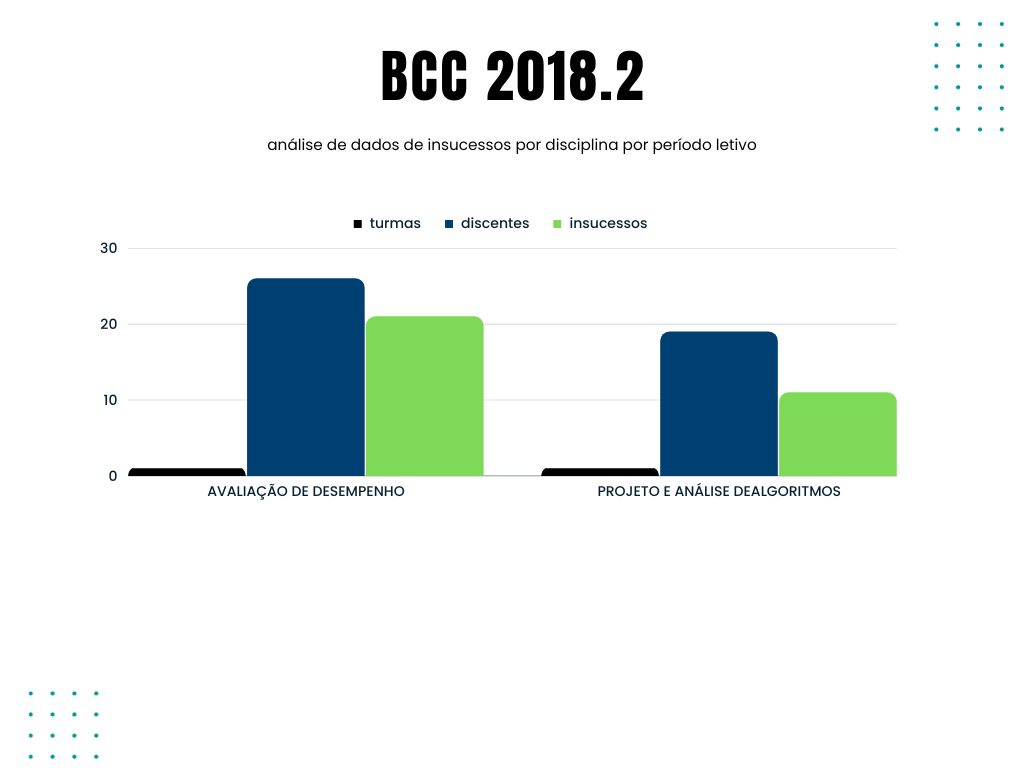 BCC 2018.2
análise de dados de insucessos por disciplina por período letivo
turmas discentes insucessos
30
20
10
0
AVALIAÇÃO DE DESEMPENHO PROJETO E ANÁLISE DEALGORITMOS